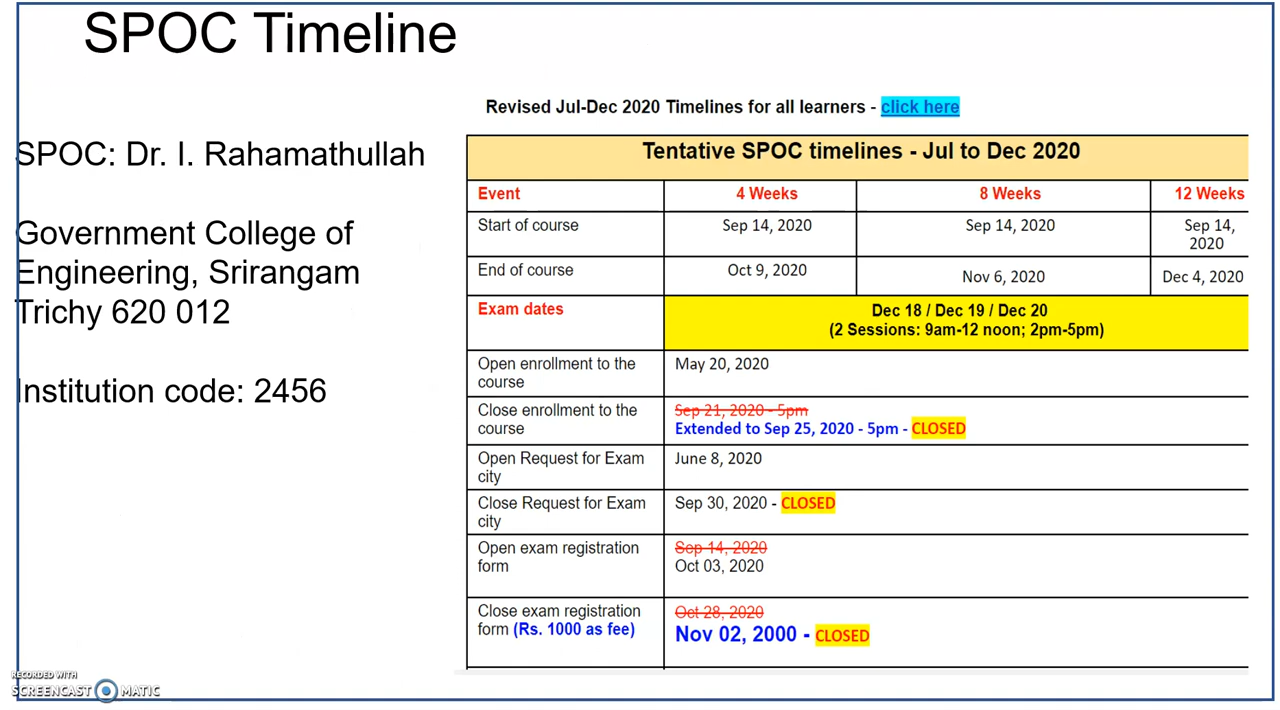 SPOC Timeline
SPOC: Dr. I. Rahamathullah
Government College of
Engineering, Srirangam
Trichy 620 012
Institution code: 2456
Revised Jul-Dec 2020 Timelines for all learners - click here
Tentative SPOC timelines - Jul to Dec 2020
Event 4 Weeks 8 Weeks 12 Weeks
Start of course Sep 14, 2020 Sep 14, 2020 Sep 14,
2020
End of course Oct 9, 2020 Nov 6, 2020 Dec 4, 2020
Exam dates Dec 18 / Dec 19 / Dec 20
(2 Sessions: 9am-12 noon; 2pm-5pm)
Open enrollment to the May 20, 2020
course
Close enrollment to the Sep 21, 2020 - 5pm
course Extended to Sep 25, 2020 - 5pm - CLOSED
Open Request for Exam June 8, 2020
city
Close Request for Exam Sep 30, 2020 - CLOSED
city
Open exam registration Sep 14, 2020
form Oct 03, 2020
Close exam registration Oct 28, 2020
form (Rs. 1000 as fee) Nov 02, 2000 - CLOSED
RECORDED WITH
SCREENCAST MATIC